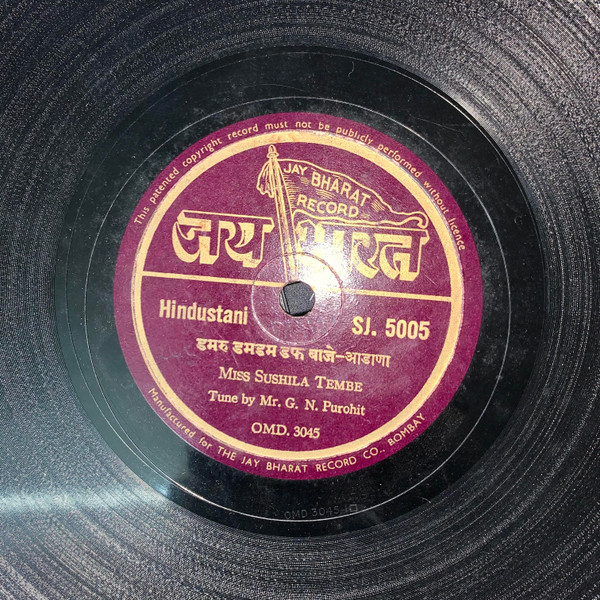 This patented copyright record must not be publicly performed without licence
JAY BHARAT
RECORD
जय भारत
Hindustani
SJ. 5005
डमरु डमडम डफ बाजे-आडाणा
MISS SUSHILA TEMBE
Tune by Mr. G. N. Purohit
OMD. 3045
Manufactured for THE JAY BHARAT RECORD CO., BOMBAY
OMD 3045